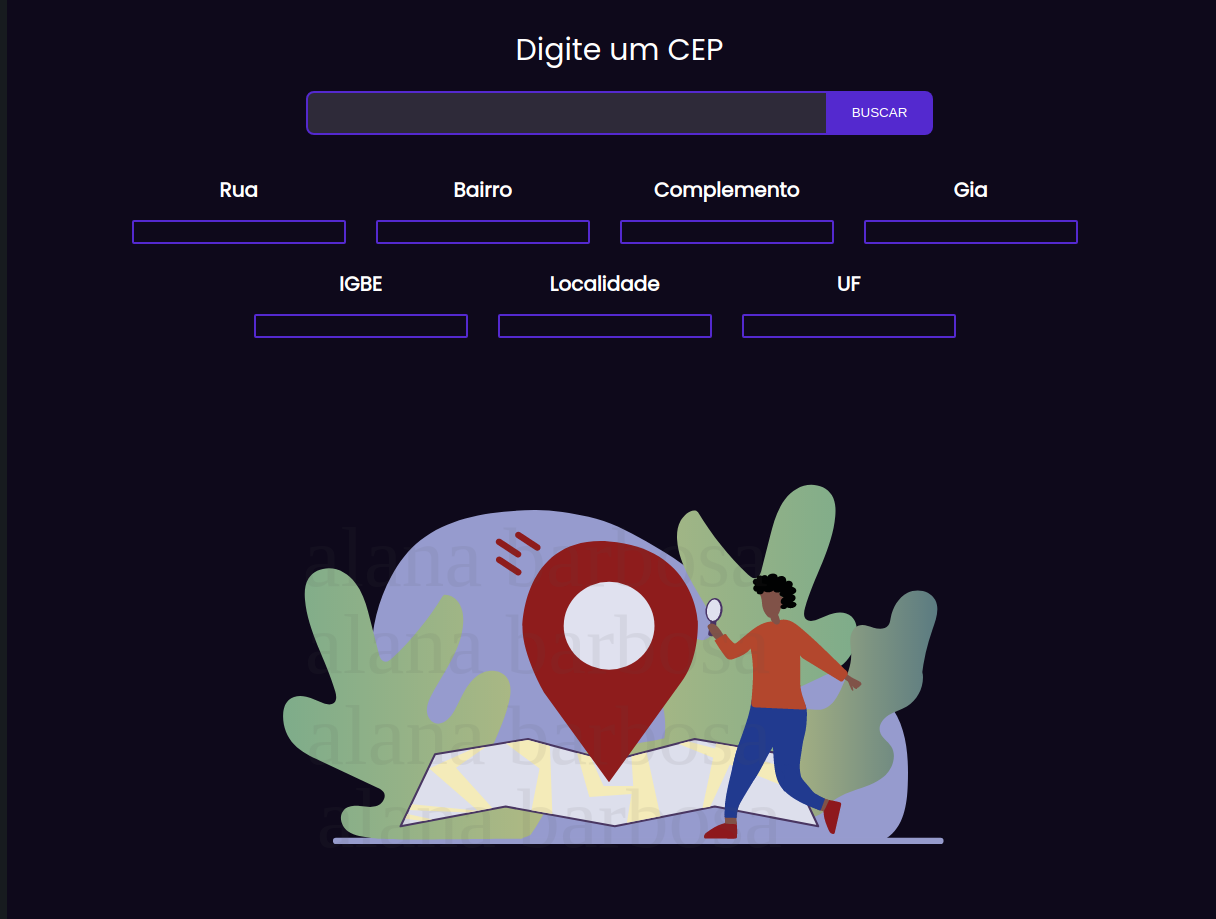 Digite um CEP
BUSCAR
Rua Bairro Complemento Gia
IGBE Localidade UF
alana barbosa
alana barbosa
alana barbosa
alana barbosa